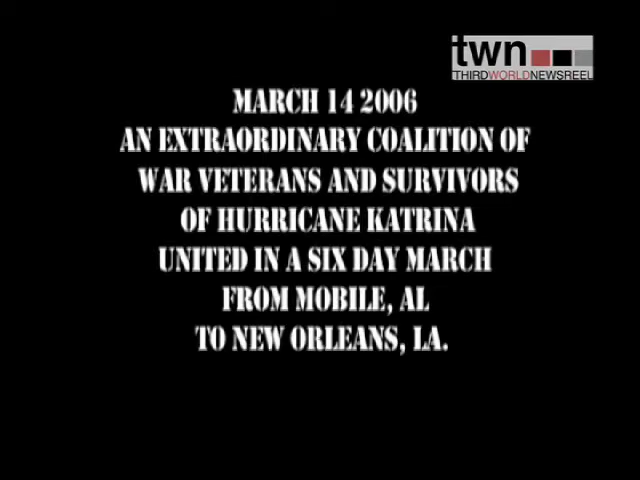 twn
THIRDWORLDNEWSREEL
MARCH 14 2006
AN EXTRAORDINARY COALITION OF
WAR VETERANS AND SURVIVORS
OF HURRICANE KATRINA
UNITED IN A SIX DAY MARCH
FROM MOBILE, AL
TO NEW ORLEANS, LA.